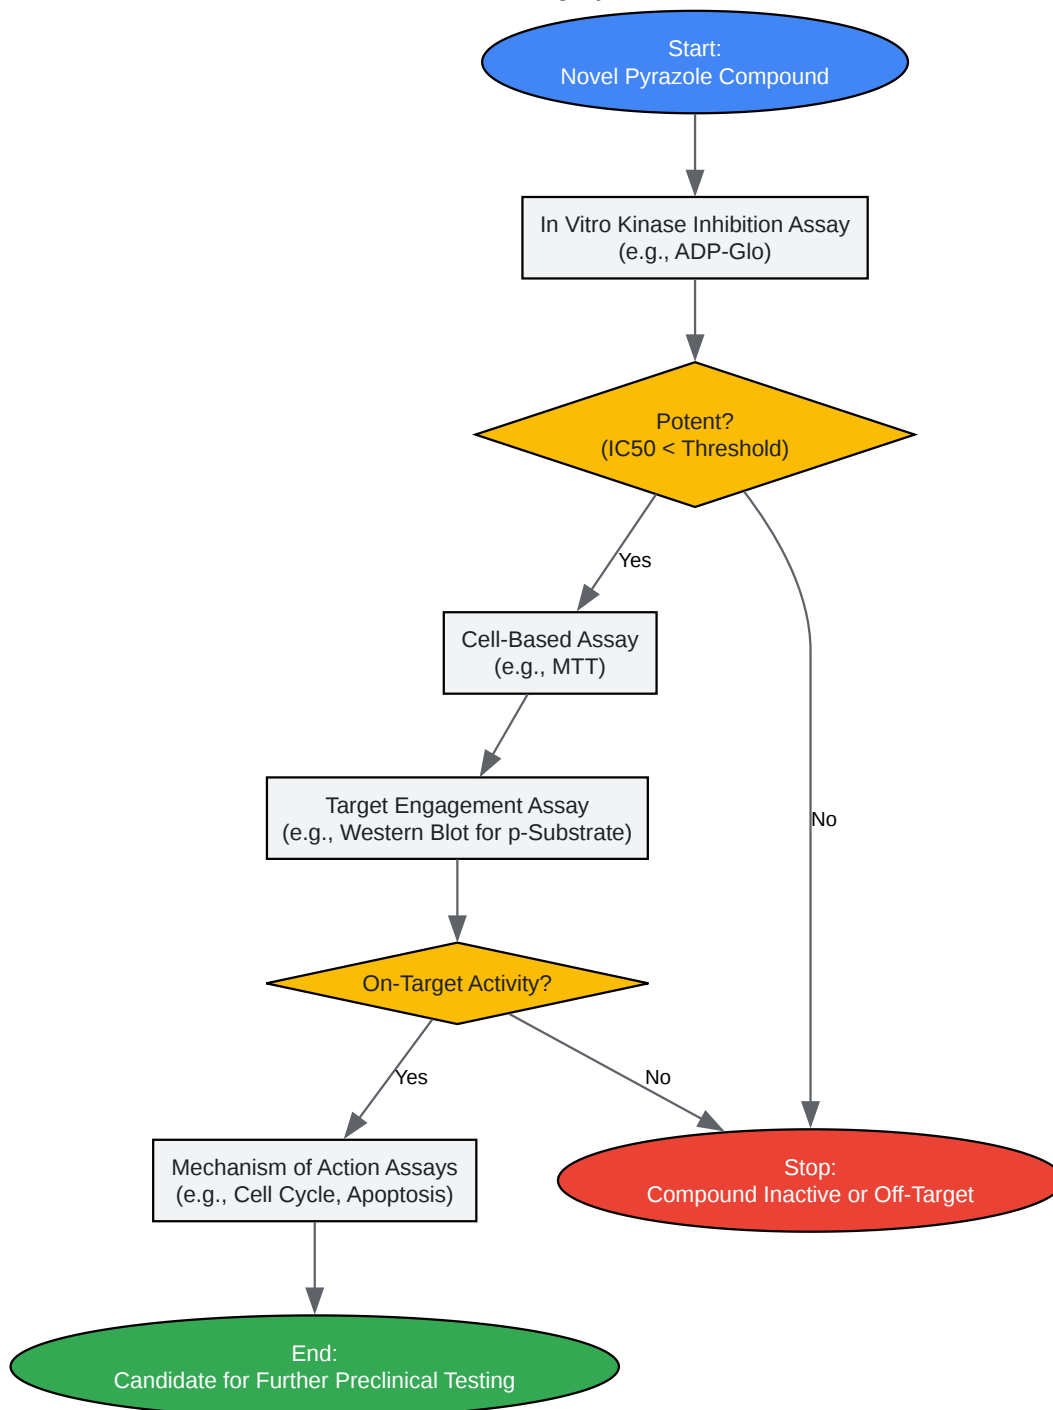 Start:
Novel Pyrazole Compound
In Vitro Kinase Inhibition Assay
(e.g., ADP-Glo)
Potent?
(IC50 < Threshold)
Yes
Cell-Based Assay
(e.g., MTT)
Target Engagement Assay
(e.g., Western Blot for p-Substrate)
No
On-Target Activity?
Yes
No
Mechanism of Action Assays
(e.g., Cell Cycle, Apoptosis)
Stop:
Compound Inactive or Off-Target
End:
Candidate for Further Preclinical Testing